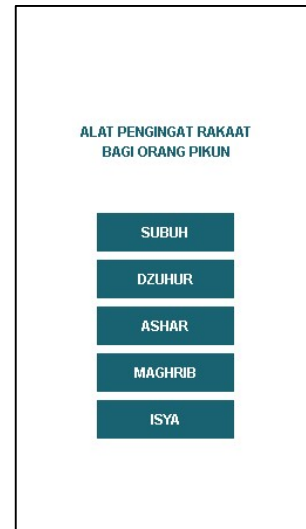 ALAT PENGINGAT RAKAAT
BAGI ORANG PIKUN
SUBUH
DZUHUR
ASHAR
MAGHRIB
ISYA